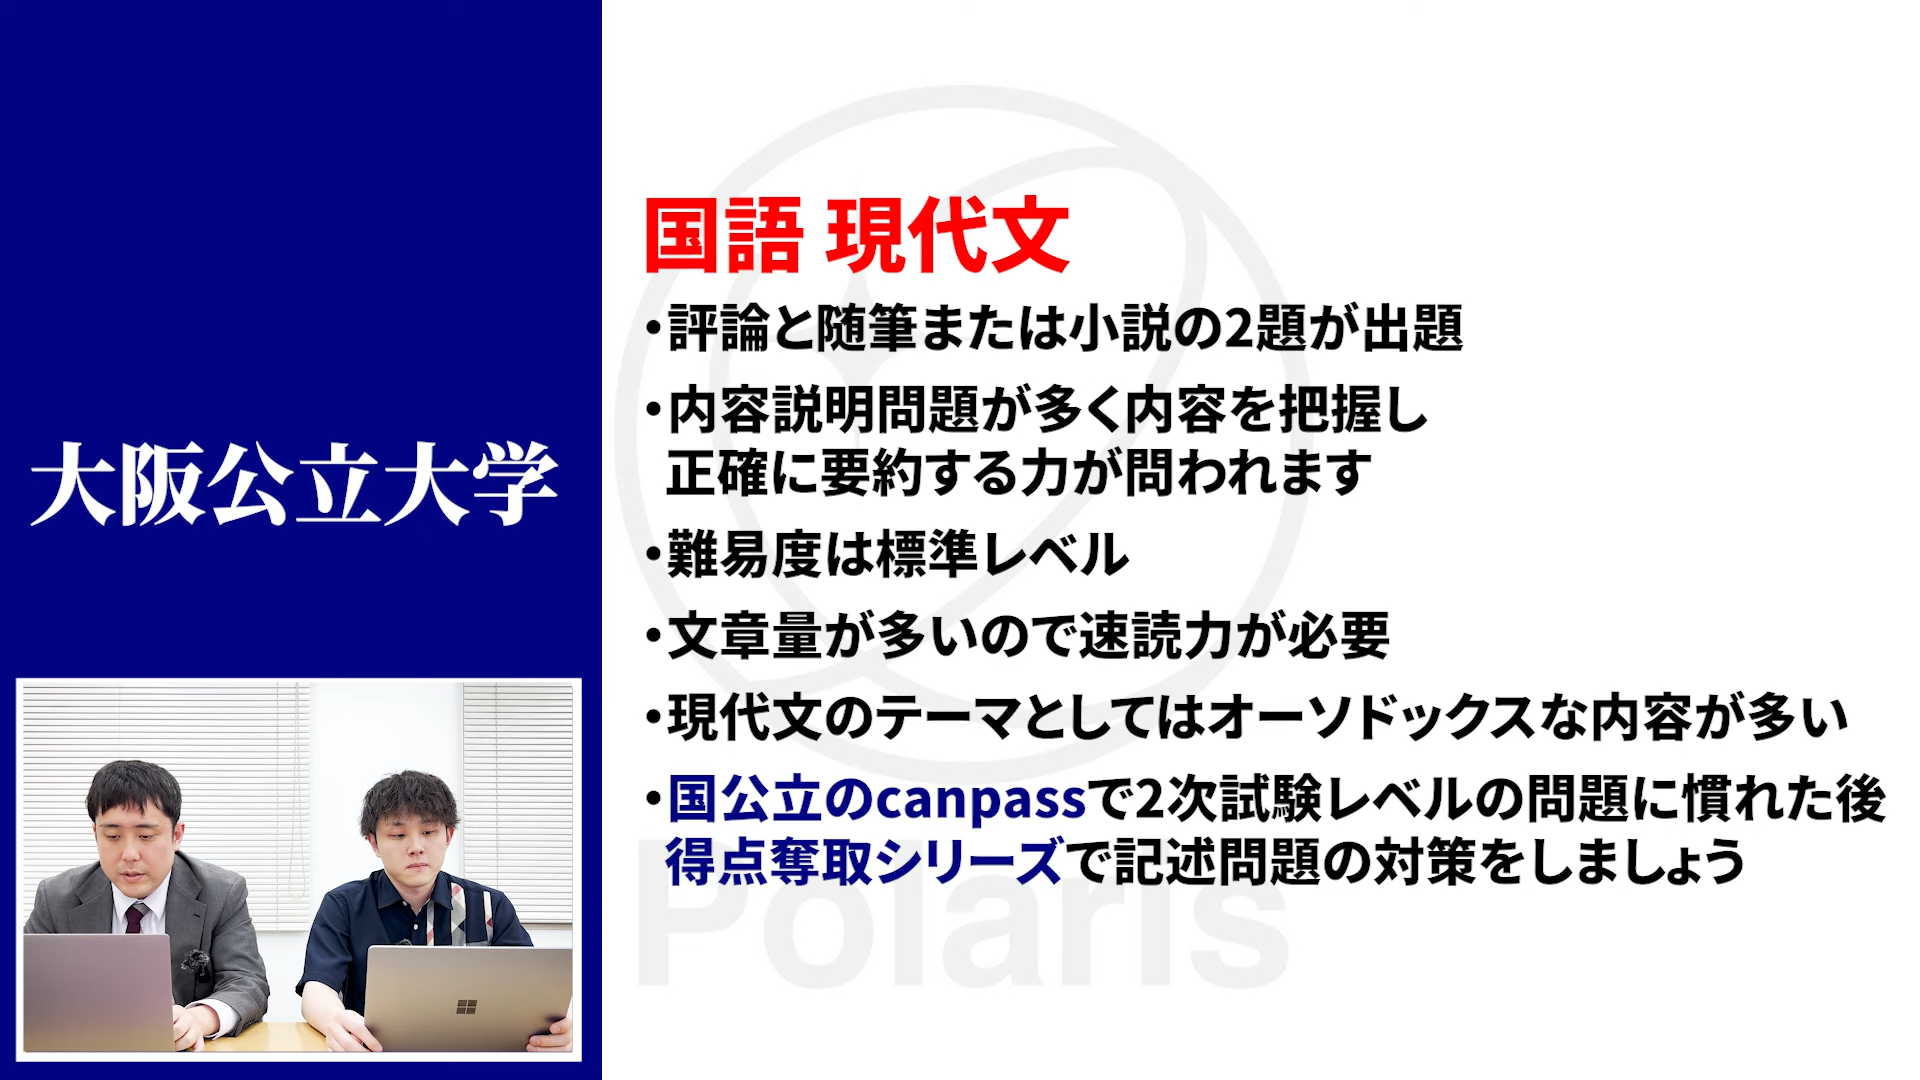 大阪公立大学
国語 現代文
・評論と随筆または小説の2題が出題
・内容説明問題が多く内容を把握し
正確に要約する力が問われます
・難易度は標準レベル
・文章量が多いので速読力が必要
・現代文のテーマとしてはオーソドックスな内容が多い
・国公立のcanpassで2次試験レベルの問題に慣れた後
得点奪取シリーズで記述問題の対策をしましょう
Polaris